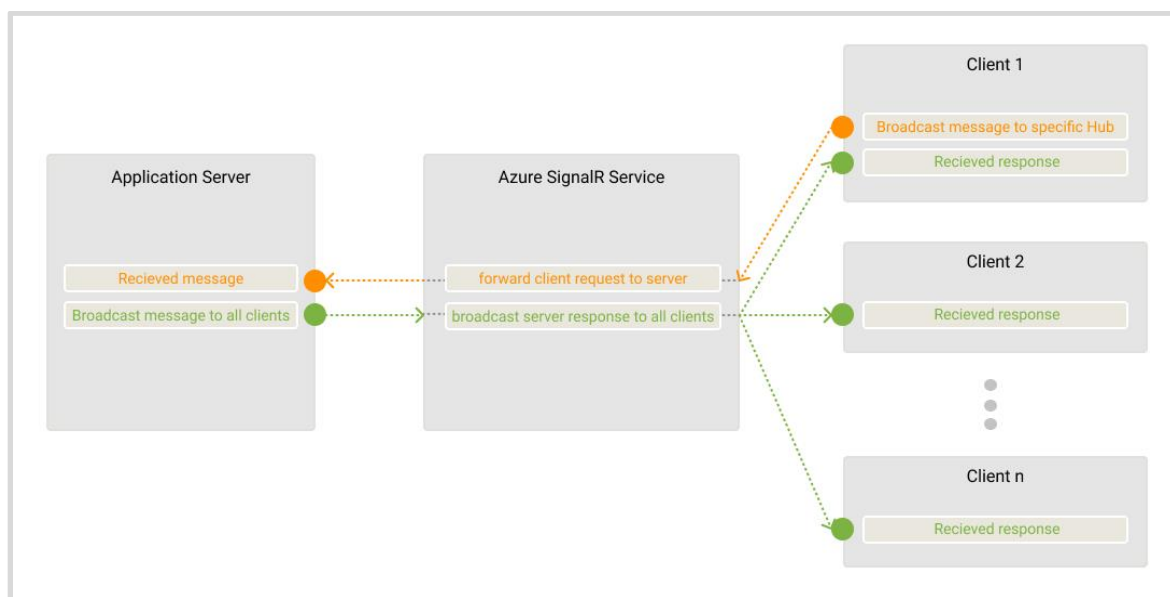 Application Server
Recieved message
Broadcast message to all clients
Azure SignalR Service
forward client request to server
broadcast server response to all clients
Client 1
Broadcast message to specific Hub
Recieved response
Client 2
Recieved response
Client n
Recieved response